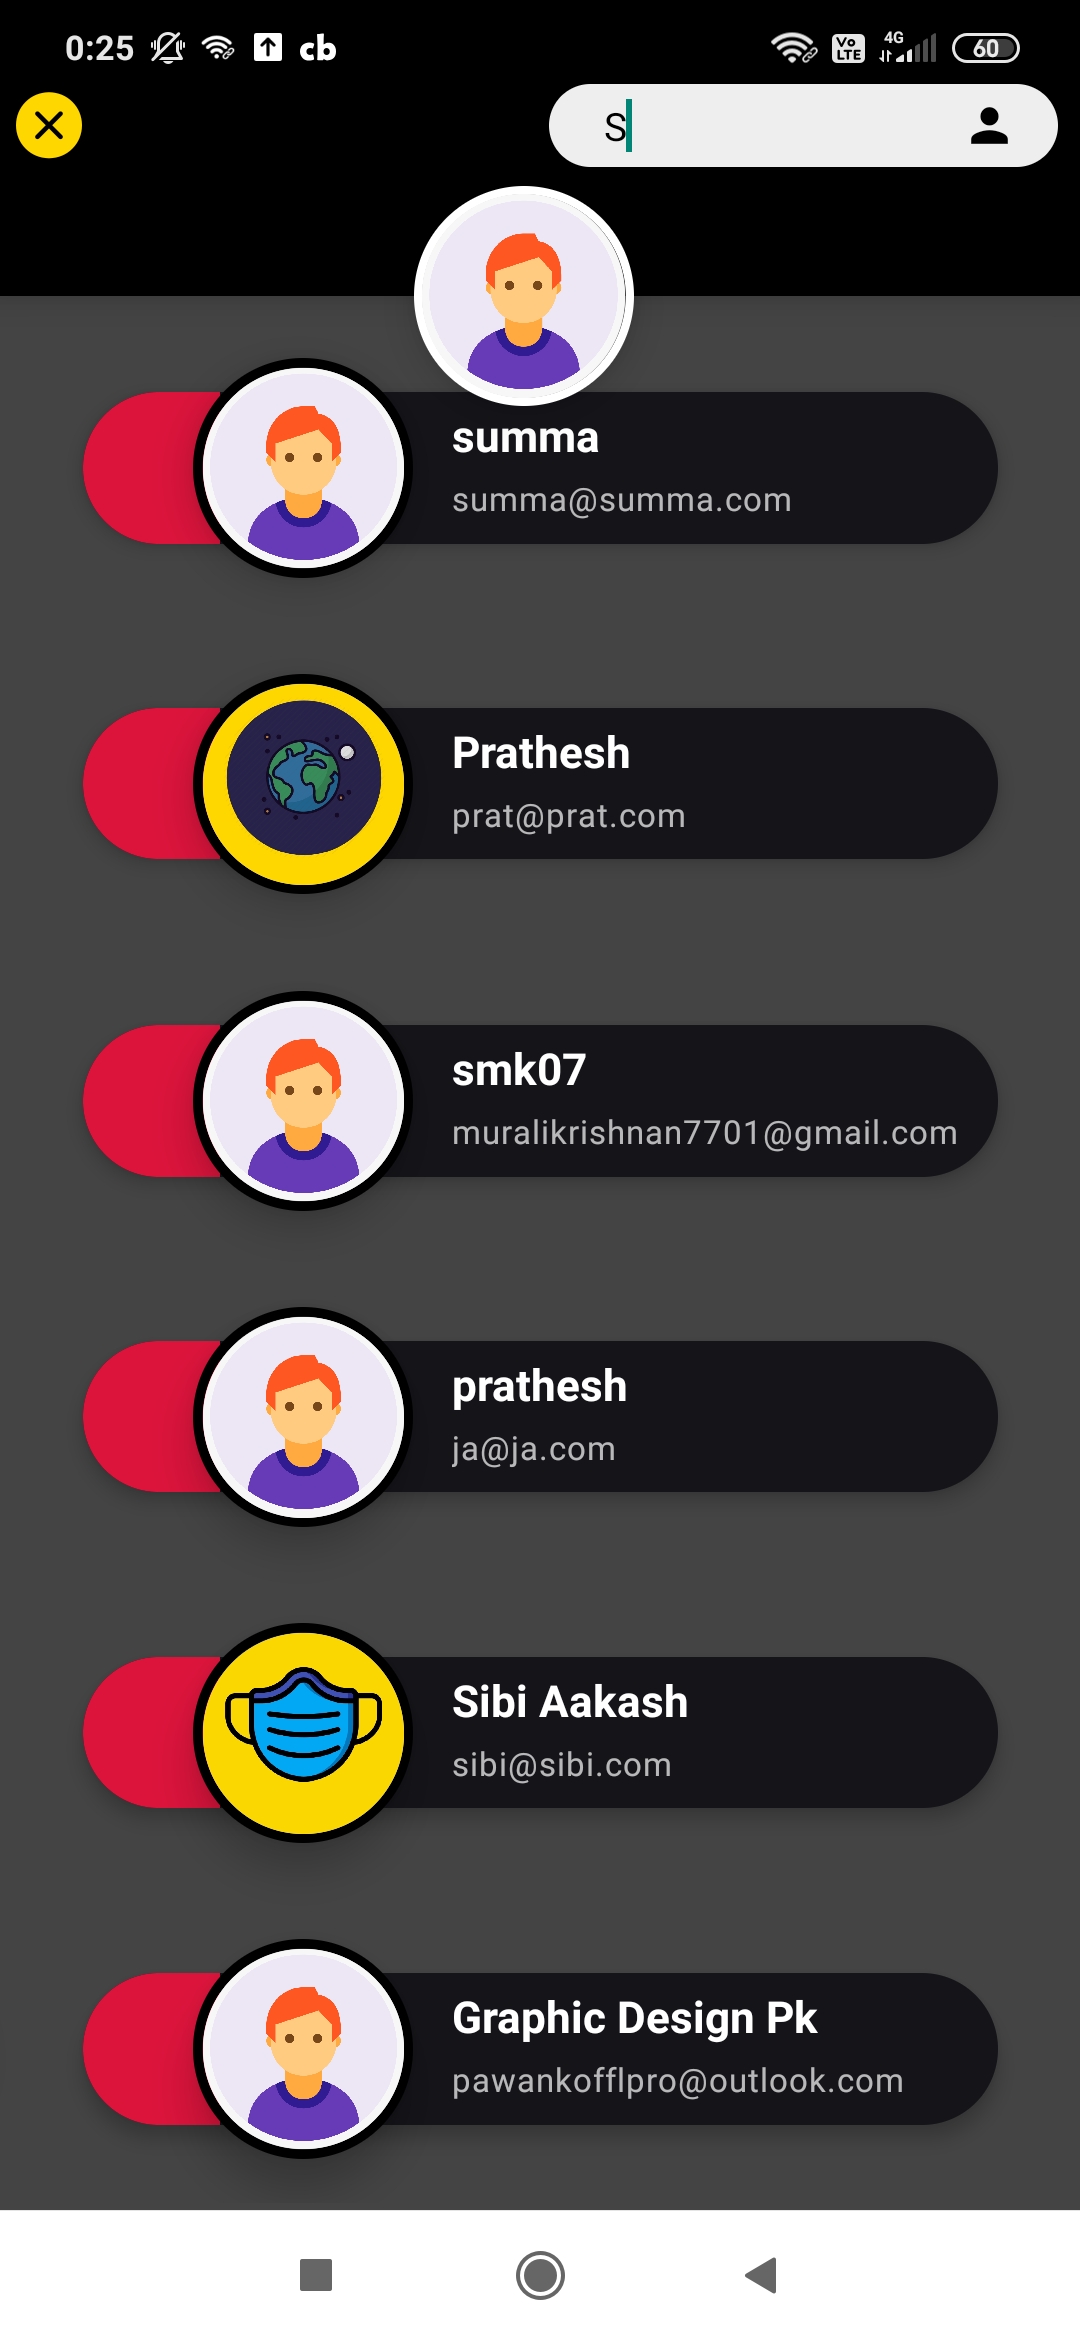 0:25 cb Vo LTE 4G 60
S
summa
summa@summa.com
Prathesh
prat@prat.com
smk07
muralikrishnan7701@gmail.com
prathesh
ja@ja.com
Sibi Aakash
sibi@sibi.com
Graphic Design Pk
pawankofflpro@outlook.com